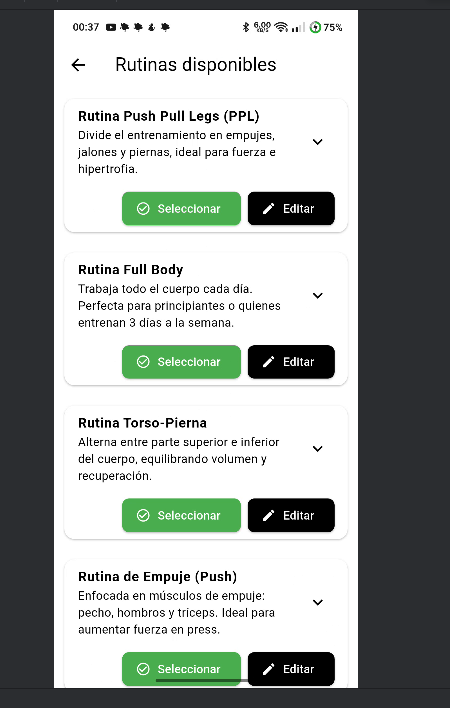 00:37 6,00 KB/s 75%
Rutinas disponibles
Rutina Push Pull Legs (PPL)
Divide el entrenamiento en empujes,
jalones y piernas, ideal para fuerza e
hipertrofia.
Seleccionar Editar
Rutina Full Body
Trabaja todo el cuerpo cada día.
Perfecta para principiantes o quienes
entrenan 3 días a la semana.
Seleccionar Editar
Rutina Torso-Pierna
Alterna entre parte superior e inferior
del cuerpo, equilibrando volumen y
recuperación.
Seleccionar Editar
Rutina de Empuje (Push)
Enfocada en músculos de empuje:
pecho, hombros y tríceps. Ideal para
aumentar fuerza en press.
Seleccionar Editar